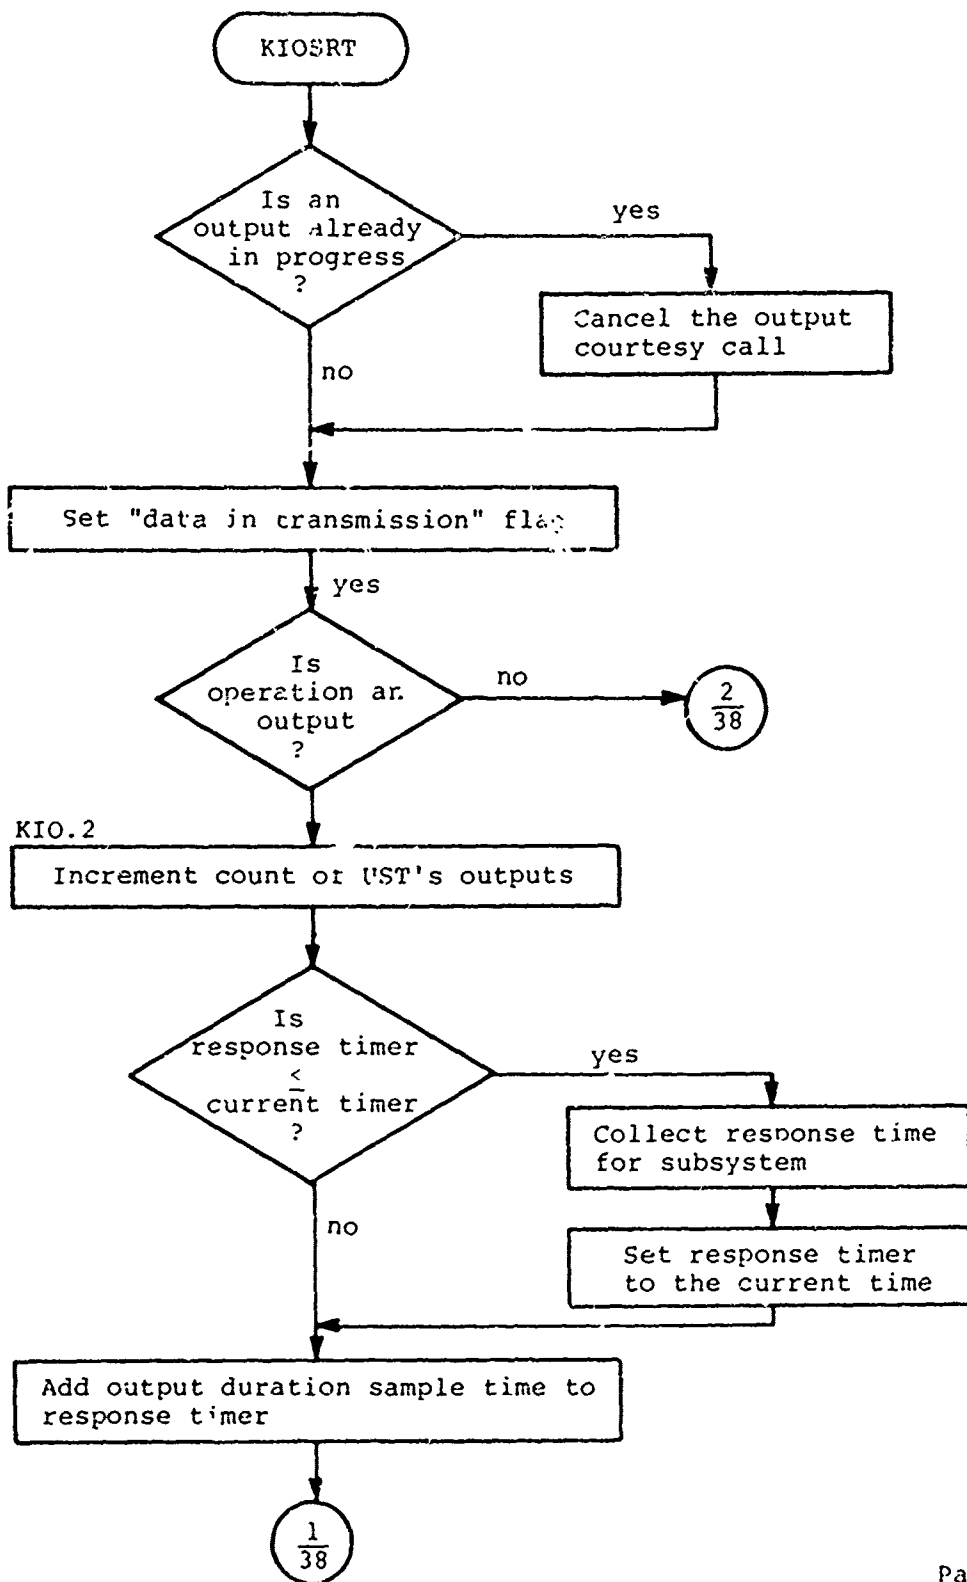 KIOSRT
Is an
output already
in progress
?
yes
Cancel the output
courtesy call
no
Set "data in transmission" flag
yes
Is
operation an
output
?
no
2
38
KIO.2
Increment count of UST's outputs
Is
response timer
≤
current timer
?
yes
Collect response time
for subsystem
no
Set response timer
to the current time
Add output duration sample time to
response timer
1
38